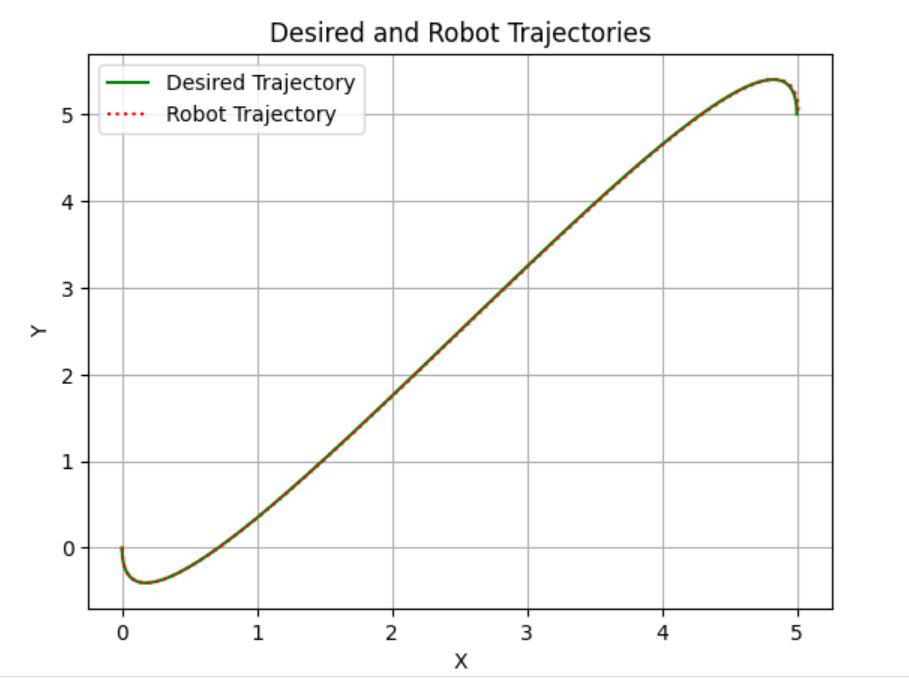 Desired and Robot Trajectories
Desired Trajectory
Robot Trajectory
5
4
3
2
1
0
Y
0 1 2 3 4 5
X